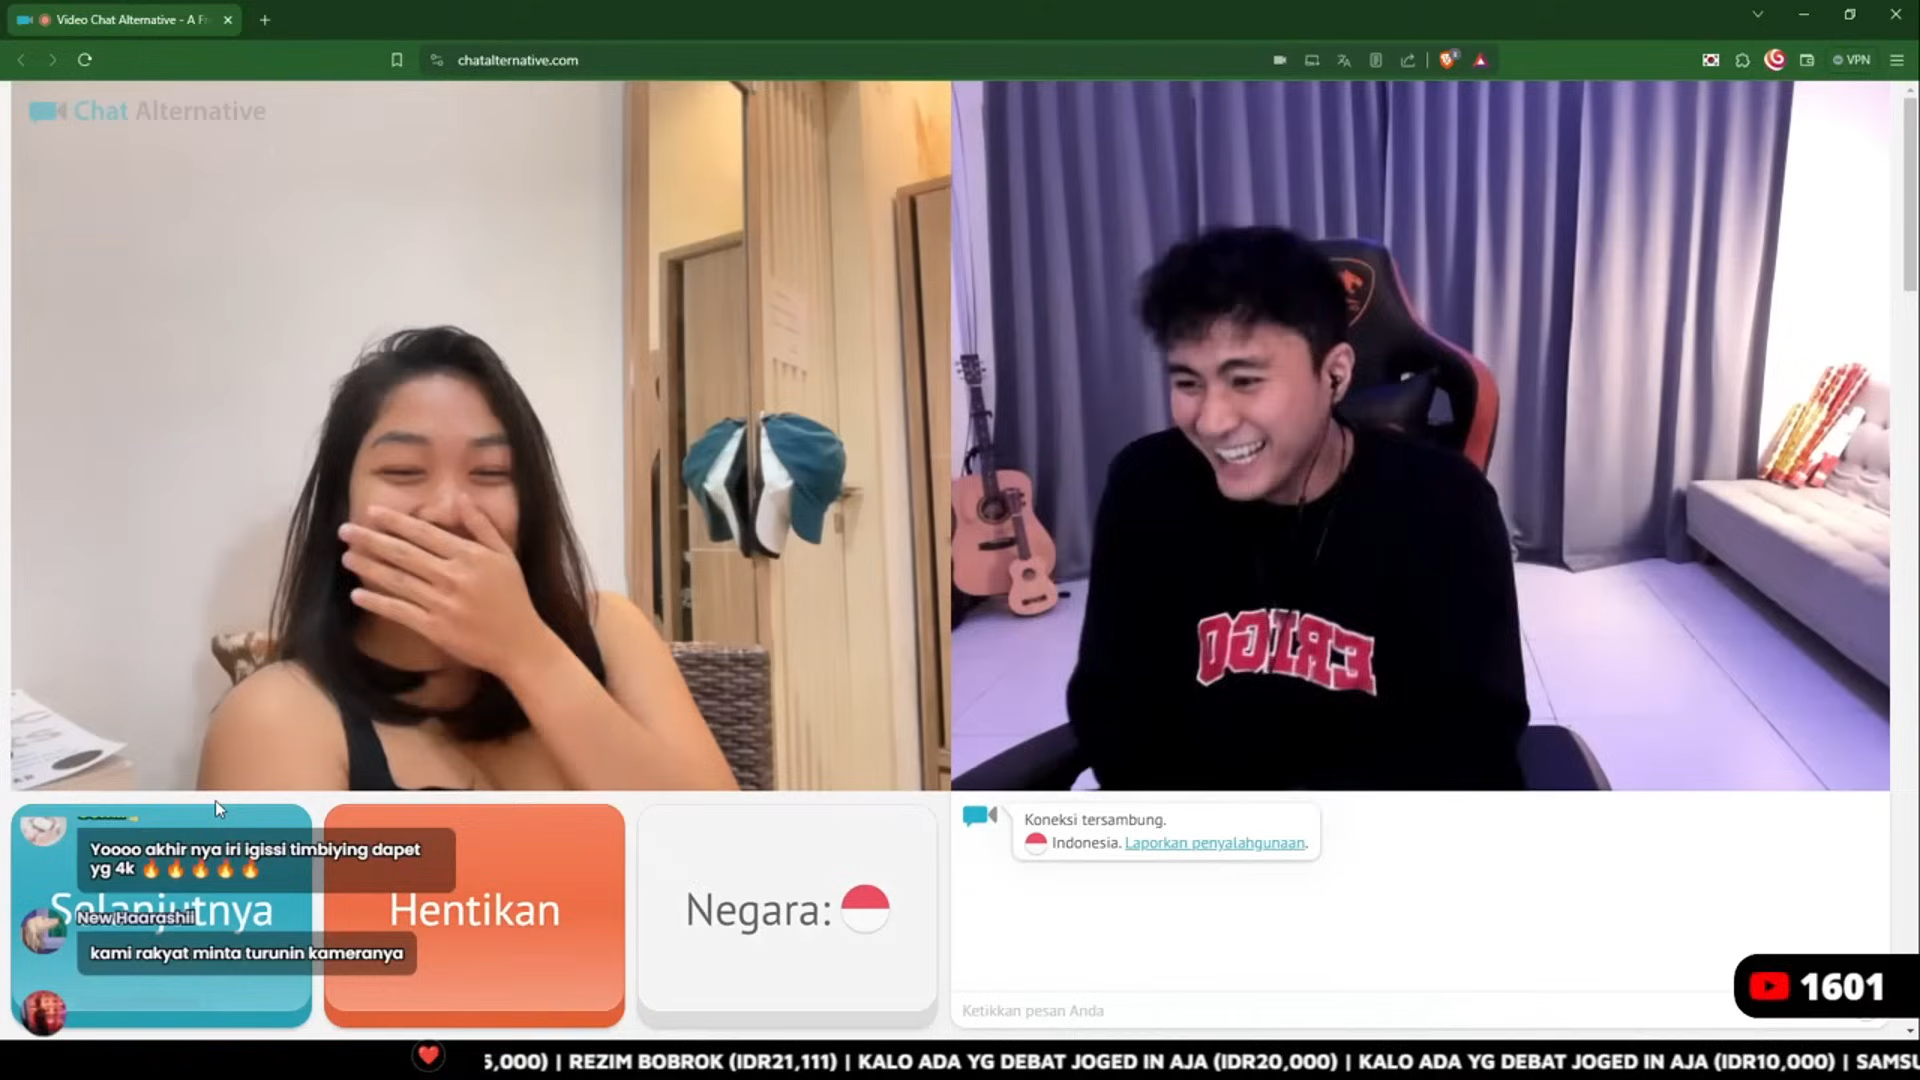 Video Chat Alternative - A Fr
chatalternative.com
VPN
Chat Alternative
ERIGO
Koneksi tersambung.
Indonesia. Laporkan penyalahgunaan.
Yoooo akhir nya iri igissi timbiying dapet
yg 4k 🔥🔥🔥🔥🔥
Selanjutnya
Hentikan
Negara:
New Haarashii
kami rakyat minta turunin kameranya
Ketikkan pesan Anda
1601
5,000) | REZIM BOBROK (IDR21,111) | KALO ADA YG DEBAT JOGED IN AJA (IDR20,000) | KALO ADA YG DEBAT JOGED IN AJA (IDR10,000) | SAMSU